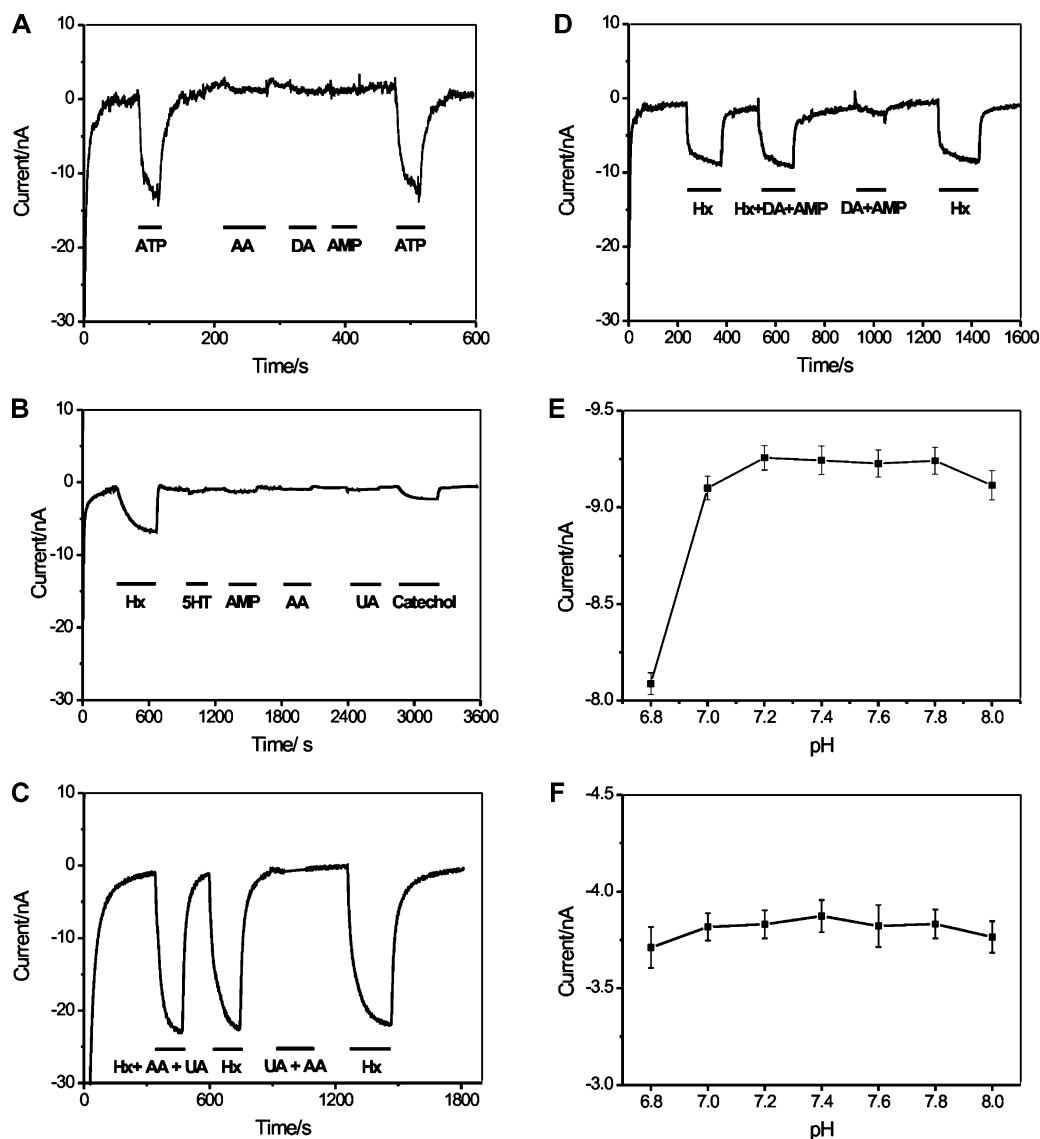 A
10
0
-10
-20
-30
Current/nA
ATP
AA
DA
AMP
ATP
0
200
400
600
Time/s
D
10
0
-10
-20
-30
Current/nA
Hx
Hx+DA+AMP
DA+AMP
Hx
0
200
400
600
800
1000
1200
1400
1600
Time/s
B
10
0
-10
-20
-30
Current/nA
Hx
5HT
AMP
AA
UA
Catechol
0
600
1200
1800
2400
3000
3600
Time/ s
E
-9.5
-9.0
-8.5
-8.0
Current/nA
6.8
7.0
7.2
7.4
7.6
7.8
8.0
pH
C
10
0
-10
-20
-30
Current/nA
Hx+ AA + UA
Hx
UA + AA
Hx
0
600
1200
1800
Time/s
F
-4.5
-4.0
-3.5
-3.0
Current/nA
6.8
7.0
7.2
7.4
7.6
7.8
8.0
pH